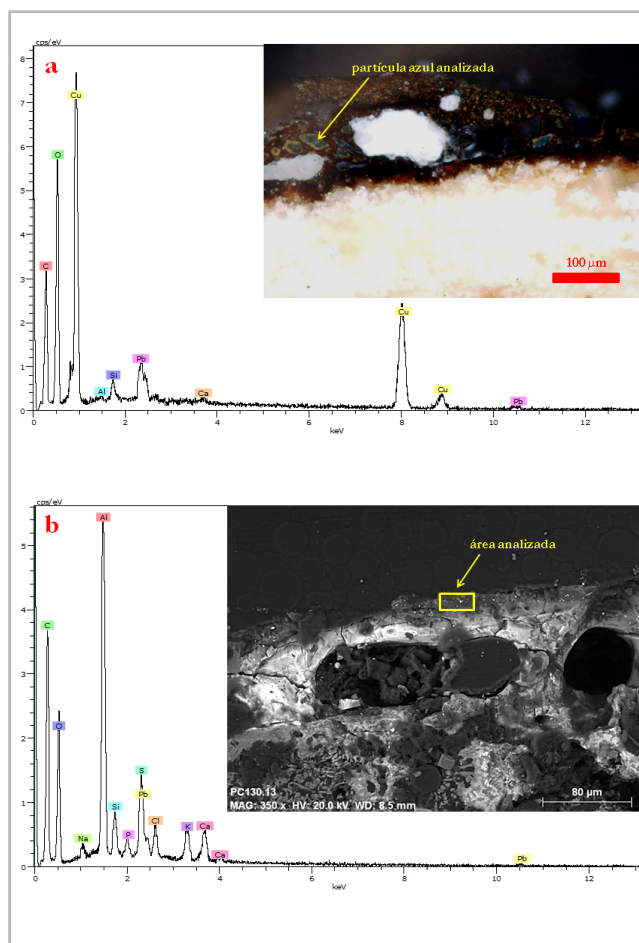 cps/eV
a
8
7
6
5
4
3
2
1
0
C
O
Cu
Al
Si
Pb
Ca
Cu
Cu
Pb
0 2 4 6 8 10 12
keV
partícula azul analizada
100 µm
cps/eV
b
5
4
3
2
1
0
C
O
Na
Al
Si
P
S
Pb
Cl
K
Ca
Ca
Pb
0 2 4 6 8 10 12
keV
área analizada
PC130.13
MAG: 350 x HV: 20.0 kV WD: 8.5 mm
80 µm